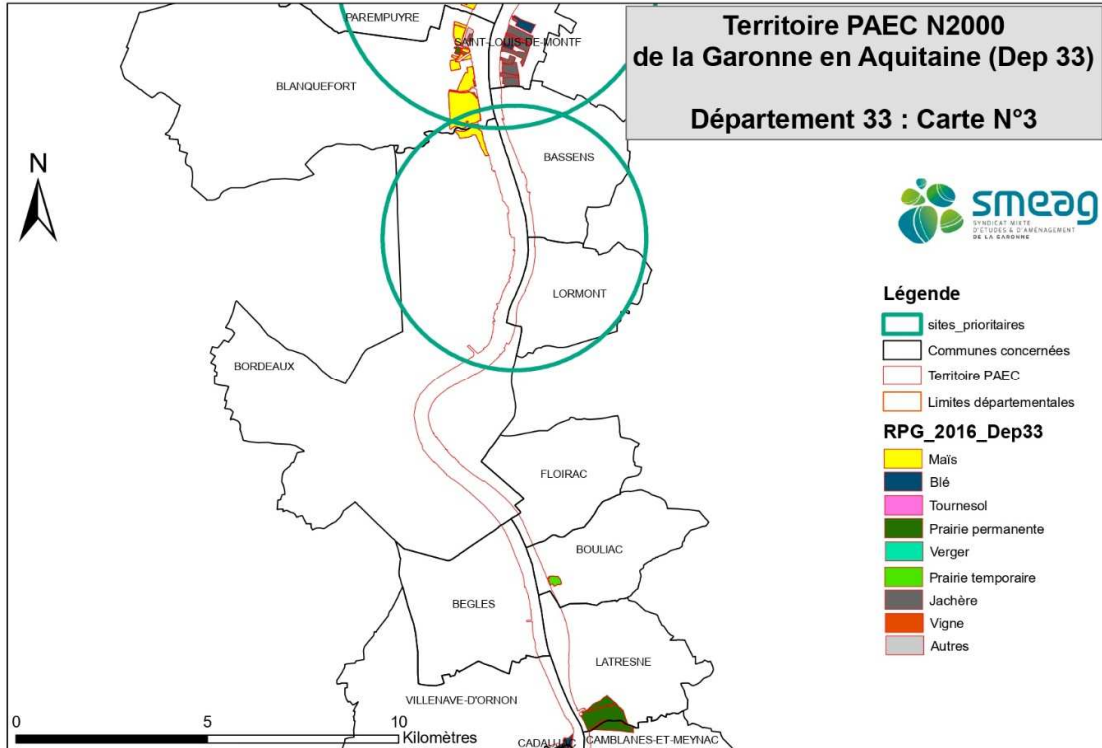 Territoire PAEC N2000
de la Garonne en Aquitaine (Dep 33)
Département 33 : Carte N°3
PAREMPUYRE
SAINT-LOUIS-DE-MONTF
BLANQUEFORT
BASSENS
N
LORMONT
BORDEAUX
FLOIRAC
BOULIAC
BEGLES
LATRESNE
VILLENAVE-D'ORNON
CADAUJAC
CAMBLANES-ET-MEYNAC
0 5 10
Kilomètres
smeag
SYNDICAT MIXTE
D'ETUDES & D'AMÉNAGEMENT
DE LA GARONNE
Légende
sites_prioritaires
Communes concernées
Territoire PAEC
Limites départementales
RPG_2016_Dep33
Maïs
Blé
Tournesol
Prairie permanente
Verger
Prairie temporaire
Jachère
Vigne
Autres